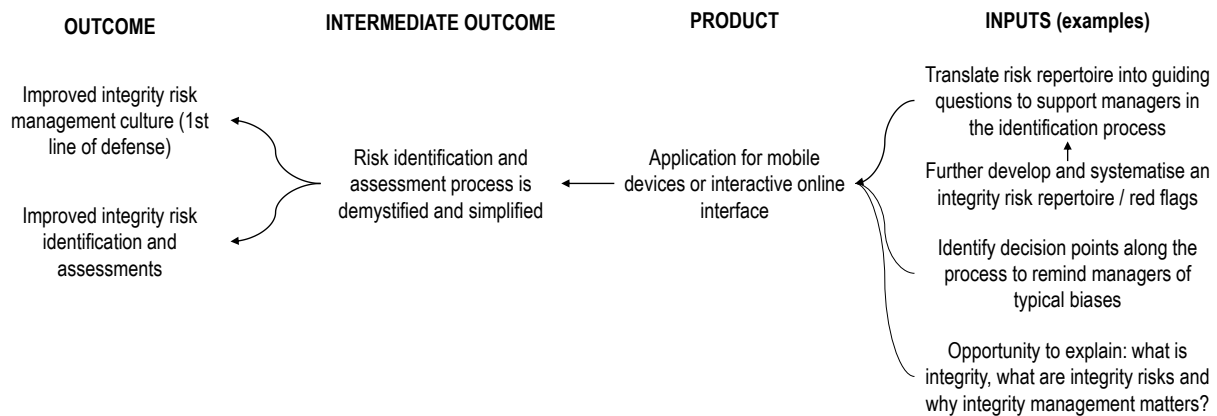 OUTCOME
INTERMEDIATE OUTCOME
PRODUCT
INPUTS (examples)
Improved integrity risk
management culture (1st
line of defense)
Improved integrity risk
identification and
assessments
Risk identification and
assessment process is
demystified and simplified
Application for mobile
devices or interactive online
interface
Translate risk repertoire into guiding
questions to support managers in
the identification process
Further develop and systematise an
integrity risk repertoire / red flags
Identify decision points along the
process to remind managers of
typical biases
Opportunity to explain: what is
integrity, what are integrity risks and
why integrity management matters?